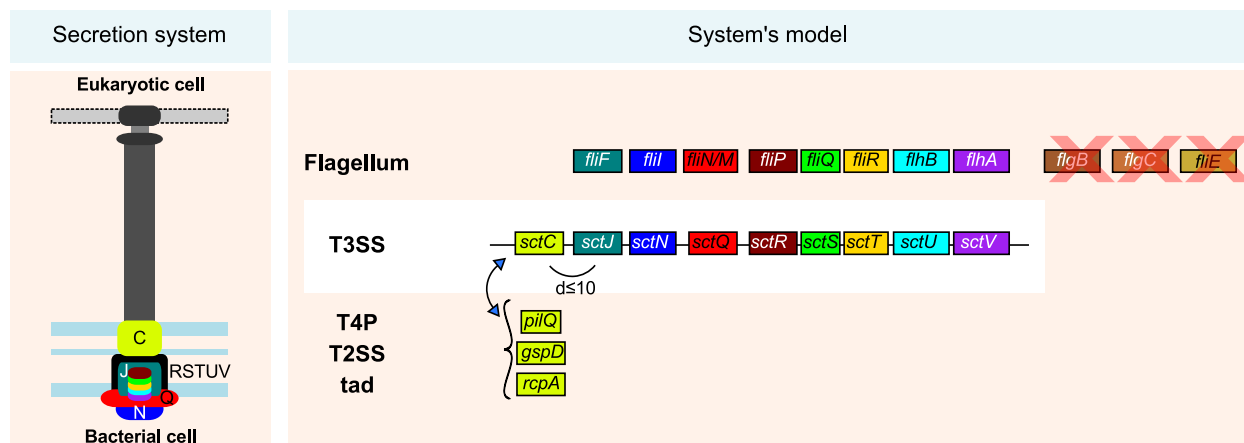 Secretion system
System's model
Eukaryotic cell
Flagellum
fliF fliI fliN/M fliP fliQ fliR flhB flhA flgB flgC fliE
T3SS
sctC sctJ sctN sctQ sctR sctS sctT sctU sctV
d≤10
T4P
pilQ
T2SS
gspD
tad
rcpA
C
J
RSTUV
Q
N
Bacterial cell